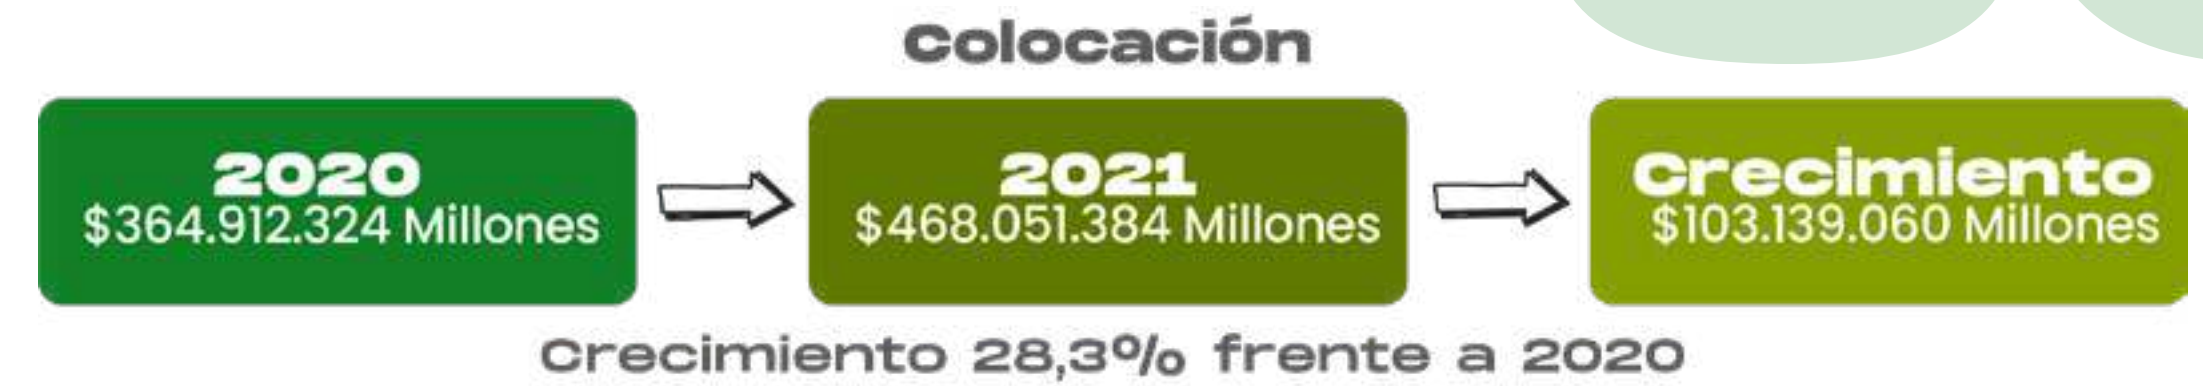 Colocación
2020
$364.912.324 Millones
2021
$468.051.384 Millones
Crecimiento
$103.139.060 Millones
Crecimiento 28,3% frente a 2020